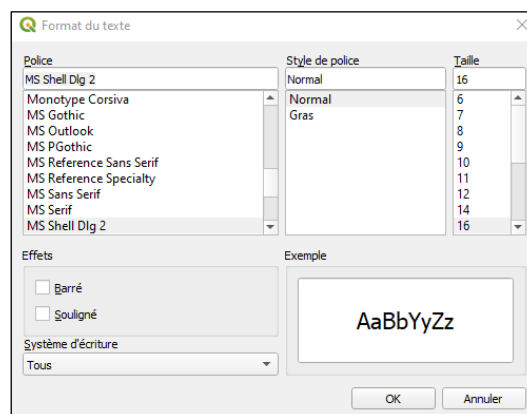 Format du texte
Police
MS Shell Dlg 2
Monotype Corsiva
MS Gothic
MS Outlook
MS PGothic
MS Reference Sans Serif
MS Reference Specialty
MS Sans Serif
MS Serif
MS Shell Dlg 2
Style de police
Normal
Normal
Gras
Taille
16
6
7
8
9
10
11
12
14
16
Effets
Barré
Souligné
Système d'écriture
Tous
Exemple
AaBbYyZz
OK
Annuler